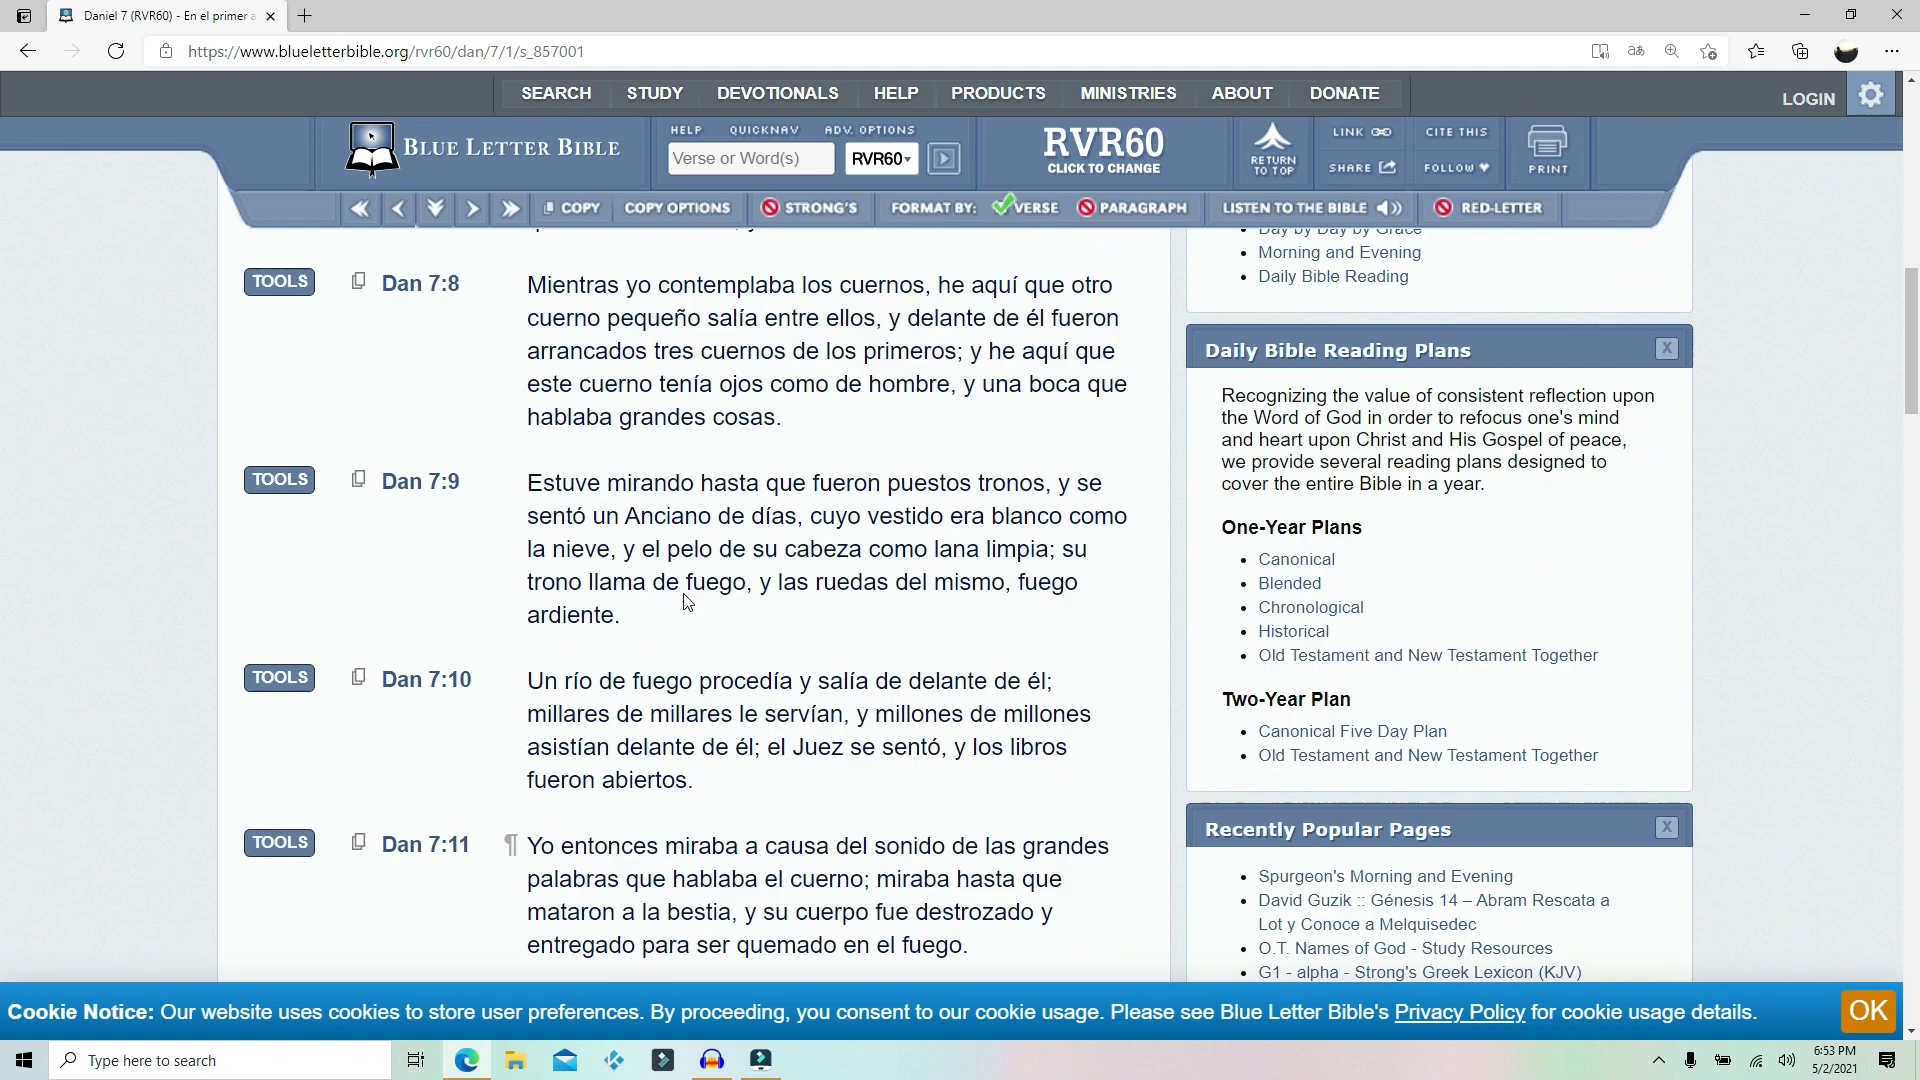 Daniel 7 (RVR60) - En el primer a
https://www.blueletterbible.org/rvr60/dan/7/1/s_857001
SEARCH STUDY DEVOTIONALS HELP PRODUCTS MINISTRIES ABOUT DONATE
LOGIN
BLUE LETTER BIBLE
HELP QUICKNAV ADV. OPTIONS
Verse or Word(s) RVR60
RVR60
CLICK TO CHANGE
RETURN
TO TOP
LINK CITE THIS
SHARE FOLLOW
PRINT
COPY COPY OPTIONS STRONG'S FORMAT BY: VERSE PARAGRAPH LISTEN TO THE BIBLE RED-LETTER
TOOLS Dan 7:8 Mientras yo contemplaba los cuernos, he aquí que otro
cuerno pequeño salía entre ellos, y delante de él fueron
arrancados tres cuernos de los primeros; y he aquí que
este cuerno tenía ojos como de hombre, y una boca que
hablaba grandes cosas.
TOOLS Dan 7:9 Estuve mirando hasta que fueron puestos tronos, y se
sentó un Anciano de días, cuyo vestido era blanco como
la nieve, y el pelo de su cabeza como lana limpia; su
trono llama de fuego, y las ruedas del mismo, fuego
ardiente.
TOOLS Dan 7:10 Un río de fuego procedía y salía de delante de él;
millares de millares le servían, y millones de millones
asistían delante de él; el Juez se sentó, y los libros
fueron abiertos.
TOOLS Dan 7:11 ¶ Yo entonces miraba a causa del sonido de las grandes
palabras que hablaba el cuerno; miraba hasta que
mataron a la bestia, y su cuerpo fue destrozado y
entregado para ser quemado en el fuego.
Day by Day by Grace
Morning and Evening
Daily Bible Reading
Daily Bible Reading Plans X
Recognizing the value of consistent reflection upon
the Word of God in order to refocus one's mind
and heart upon Christ and His Gospel of peace,
we provide several reading plans designed to
cover the entire Bible in a year.
One-Year Plans
Canonical
Blended
Chronological
Historical
Old Testament and New Testament Together
Two-Year Plan
Canonical Five Day Plan
Old Testament and New Testament Together
Recently Popular Pages X
Spurgeon's Morning and Evening
David Guzik :: Génesis 14 – Abram Rescata a
Lot y Conoce a Melquisedec
O.T. Names of God - Study Resources
G1 - alpha - Strong's Greek Lexicon (KJV)
Cookie Notice: Our website uses cookies to store user preferences. By proceeding, you consent to our cookie usage. Please see Blue Letter Bible's Privacy Policy for cookie usage details. OK
Type here to search
6:53 PM
5/2/2021